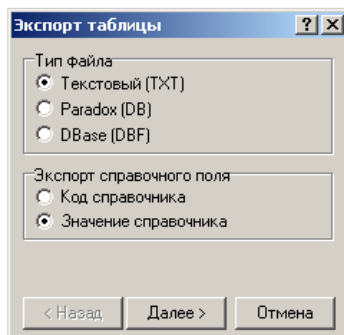 Экспорт таблицы
Тип файла
Текстовый (TXT)
Paradox (DB)
DBase (DBF)
Экспорт справочного поля
Код справочника
Значение справочника
< Назад Далее > Отмена